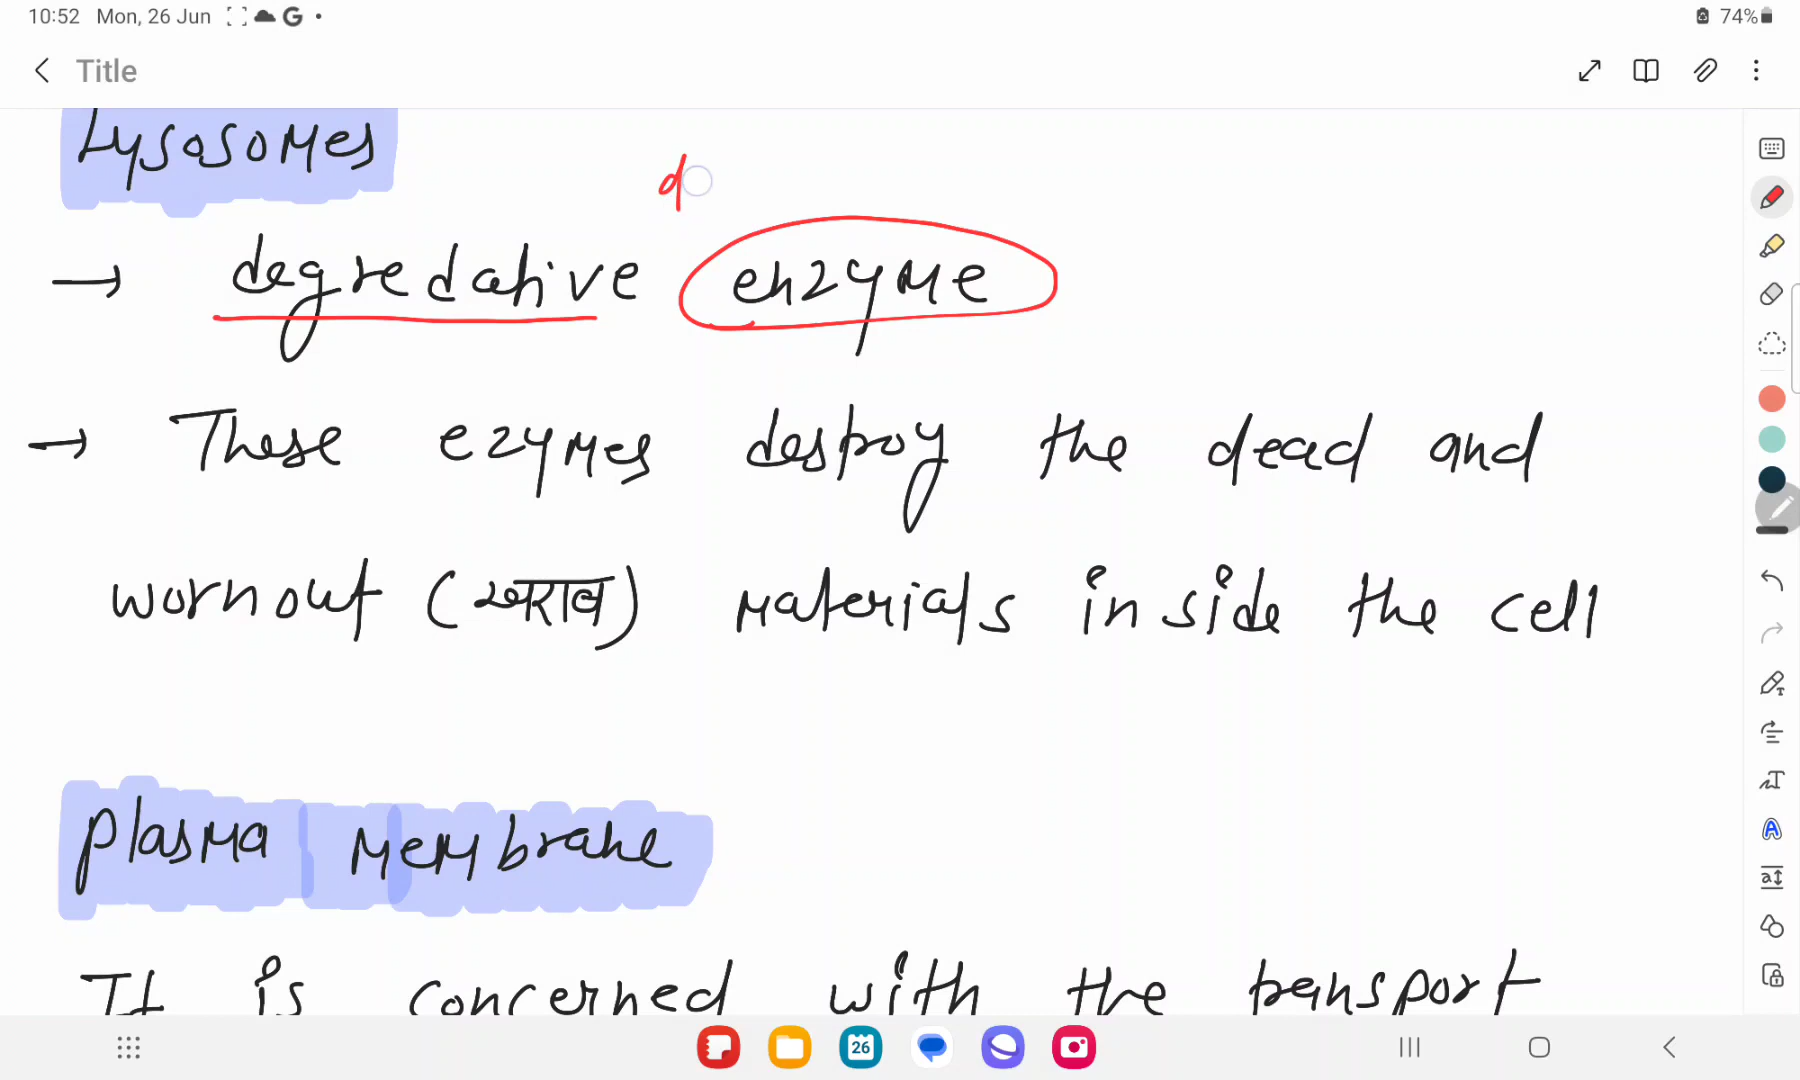 10:52 Mon, 26 Jun
74%
Title
Lysosomes
d
→ degredative enzyme
→ These ezymes destroy the dead and
wornout (खराब) materials inside the cell
plasma membrane
It is concerned with the transport
26